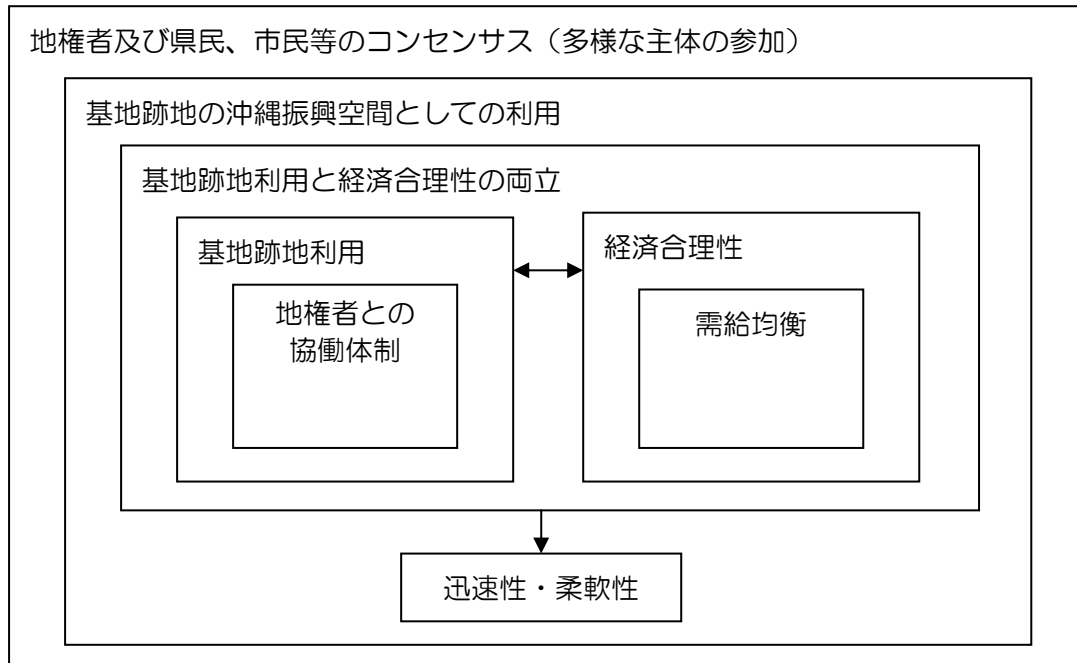 地権者及び県民、市民等のコンセンサス（多様な主体の参加）
基地跡地の沖縄振興空間としての利用
基地跡地利用と経済合理性の両立
基地跡地利用
地権者との
協働体制
経済合理性
需給均衡
迅速性・柔軟性